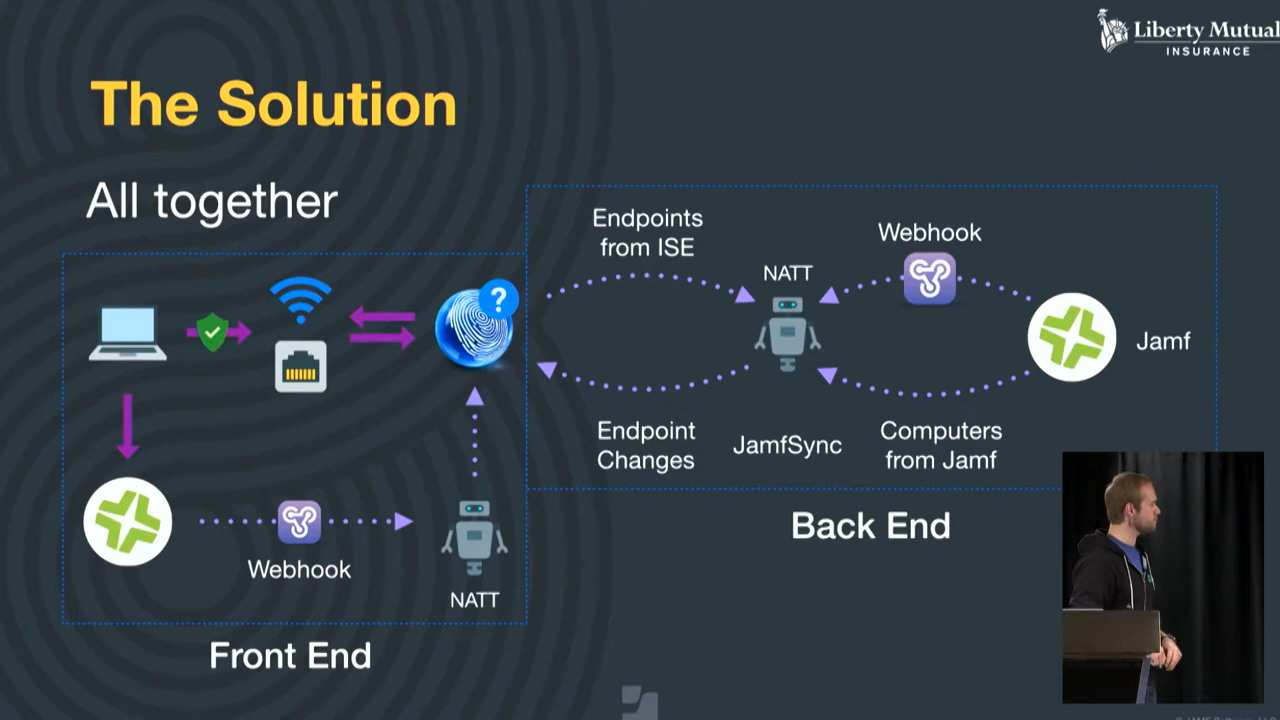 Liberty Mutual
INSURANCE
The Solution
All together
Endpoints
from ISE
Webhook
NATT
?
Jamf
Endpoint
Changes
JamfSync
Computers
from Jamf
Back End
Webhook
NATT
Front End